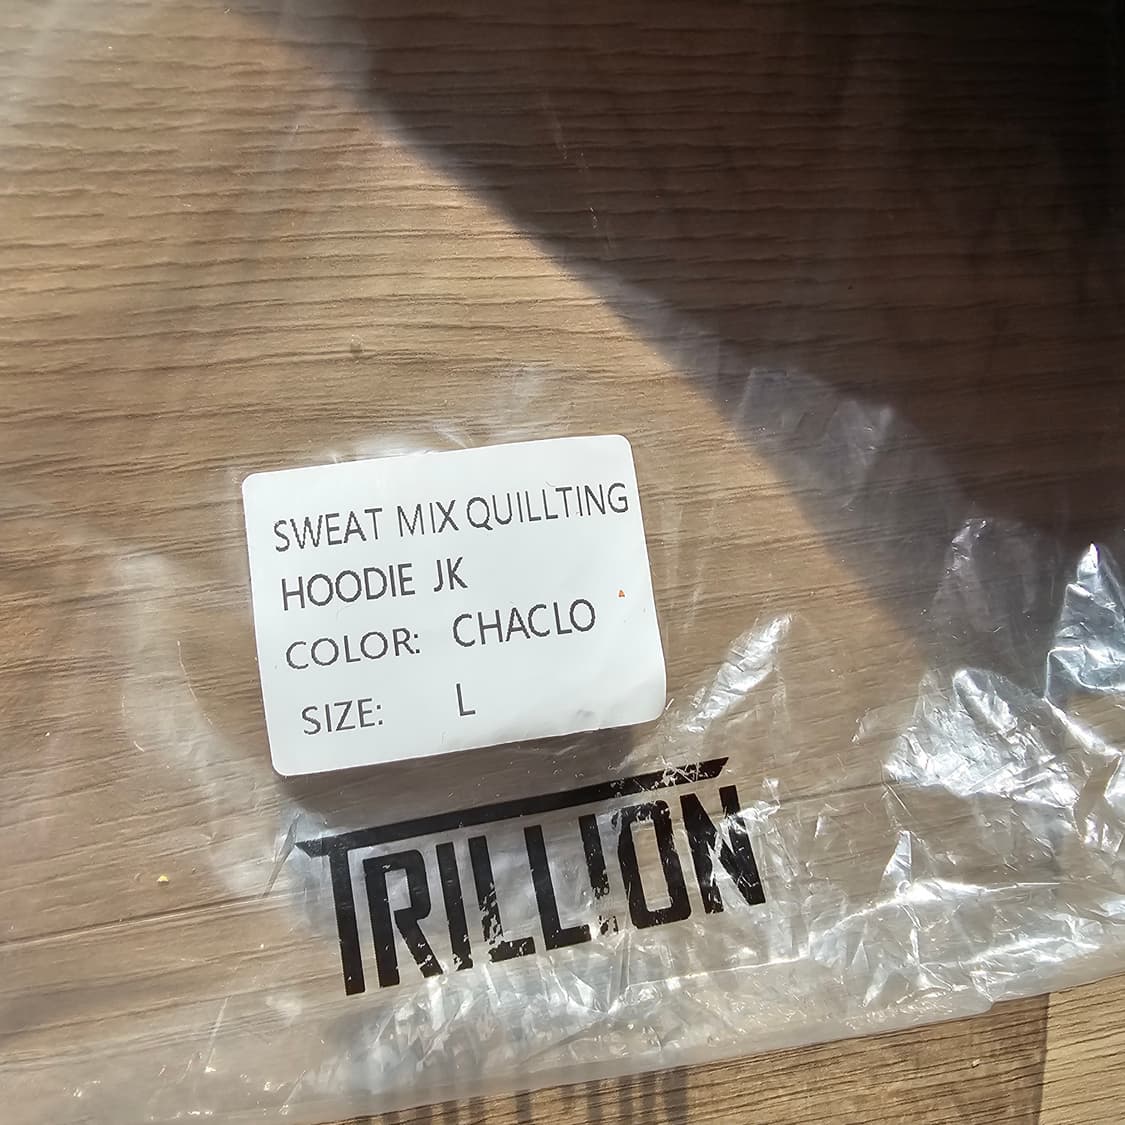 SWEAT MIX QUILLTING
HOODIE JK
COLOR: CHACLO
SIZE: L
TRILLION